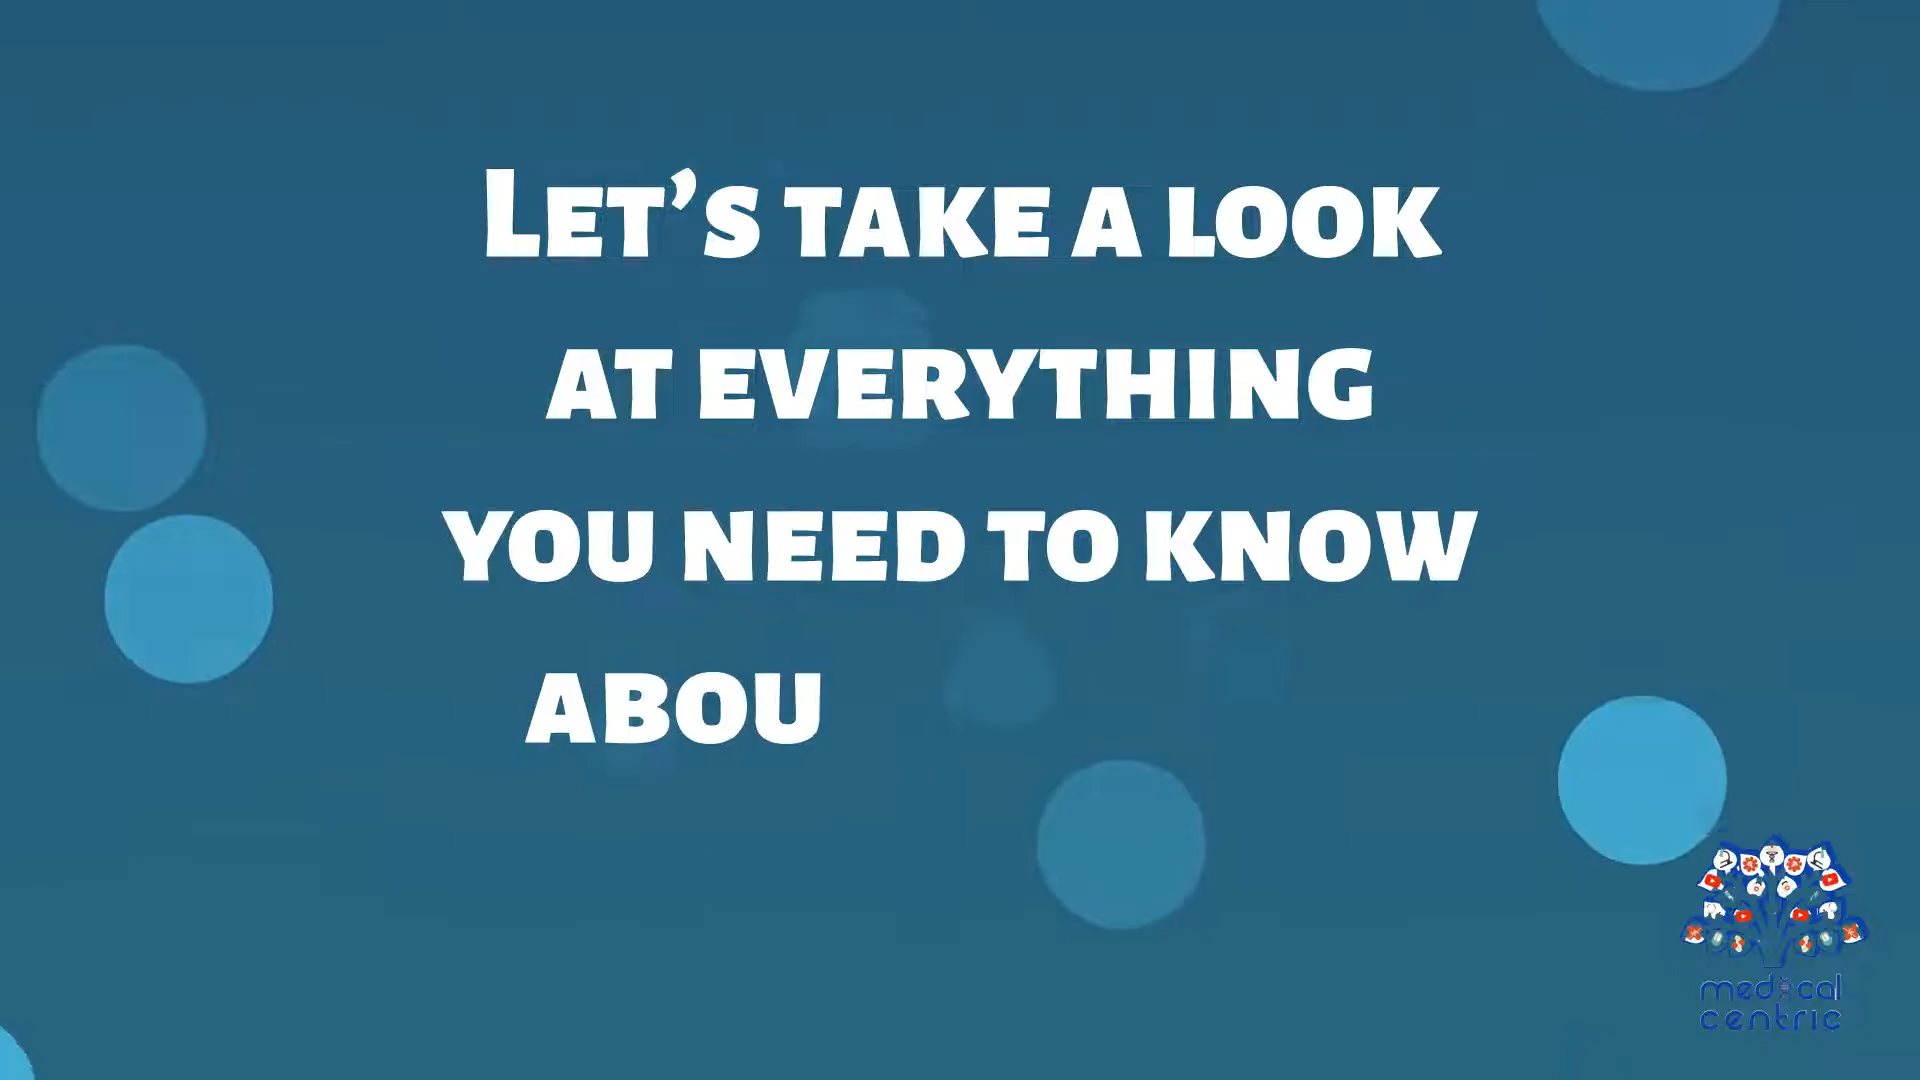 Let’s take a look
at everything
you need to know
abou
medical
centric